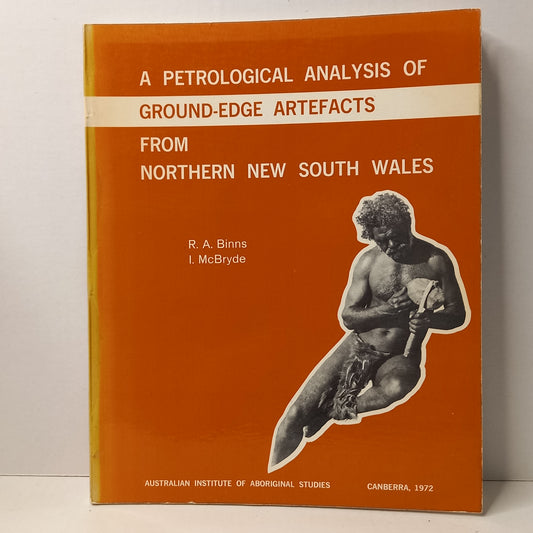 A PETROLOGICAL ANALYSIS OF
GROUND-EDGE ARTEFACTS
FROM
NORTHERN NEW SOUTH WALES
R. A. Binns
I. McBryde
AUSTRALIAN INSTITUTE OF ABORIGINAL STUDIES CANBERRA, 1972